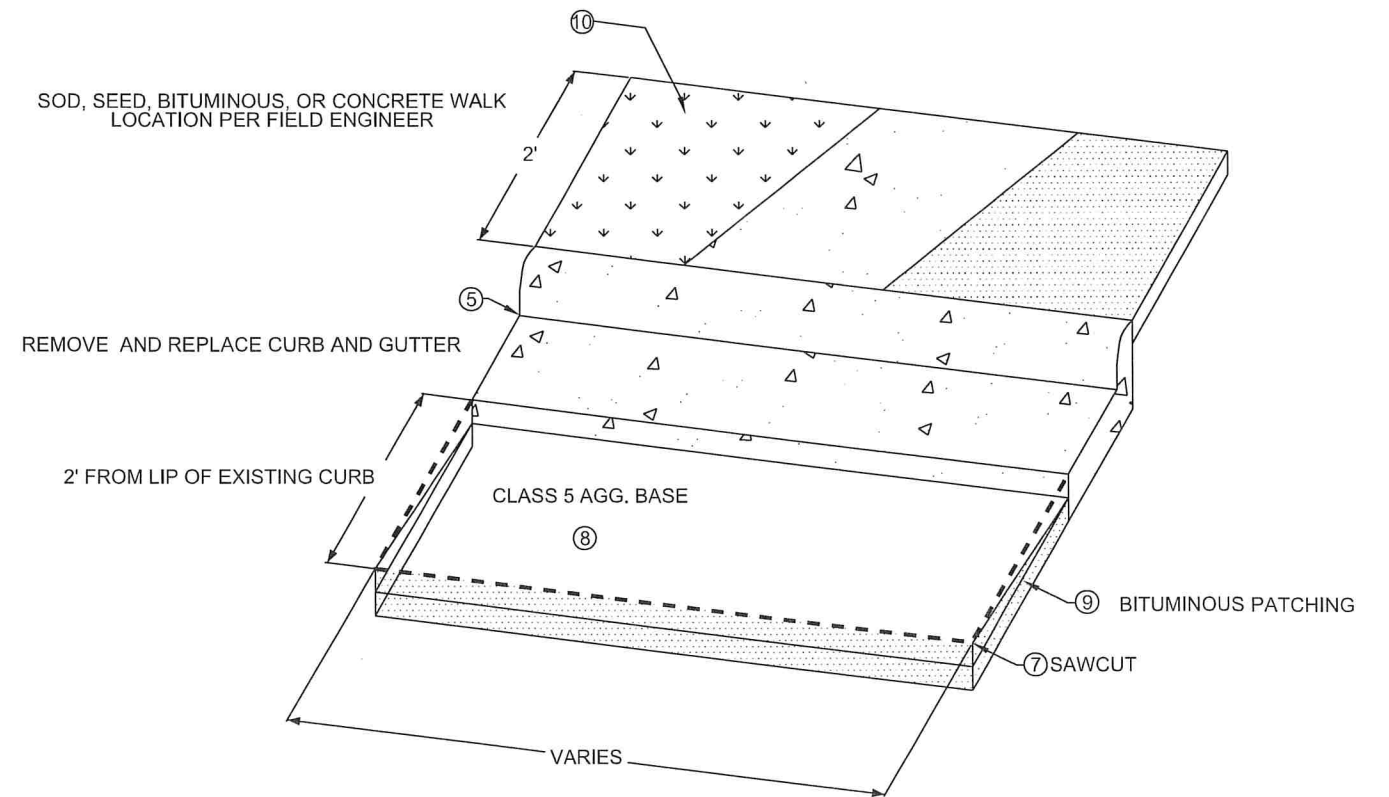 10
SOD, SEED, BITUMINOUS, OR CONCRETE WALK
LOCATION PER FIELD ENGINEER
2'
5
REMOVE AND REPLACE CURB AND GUTTER
2' FROM LIP OF EXISTING CURB
CLASS 5 AGG. BASE
8
9 BITUMINOUS PATCHING
7 SAWCUT
VARIES